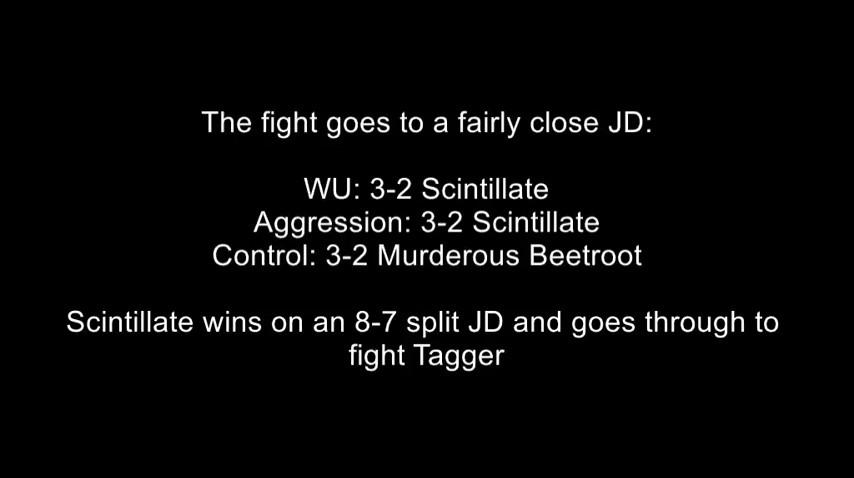 The fight goes to a fairly close JD:
WU: 3-2 Scintillate
Aggression: 3-2 Scintillate
Control: 3-2 Murderous Beetroot
Scintillate wins on an 8-7 split JD and goes through to
fight Tagger